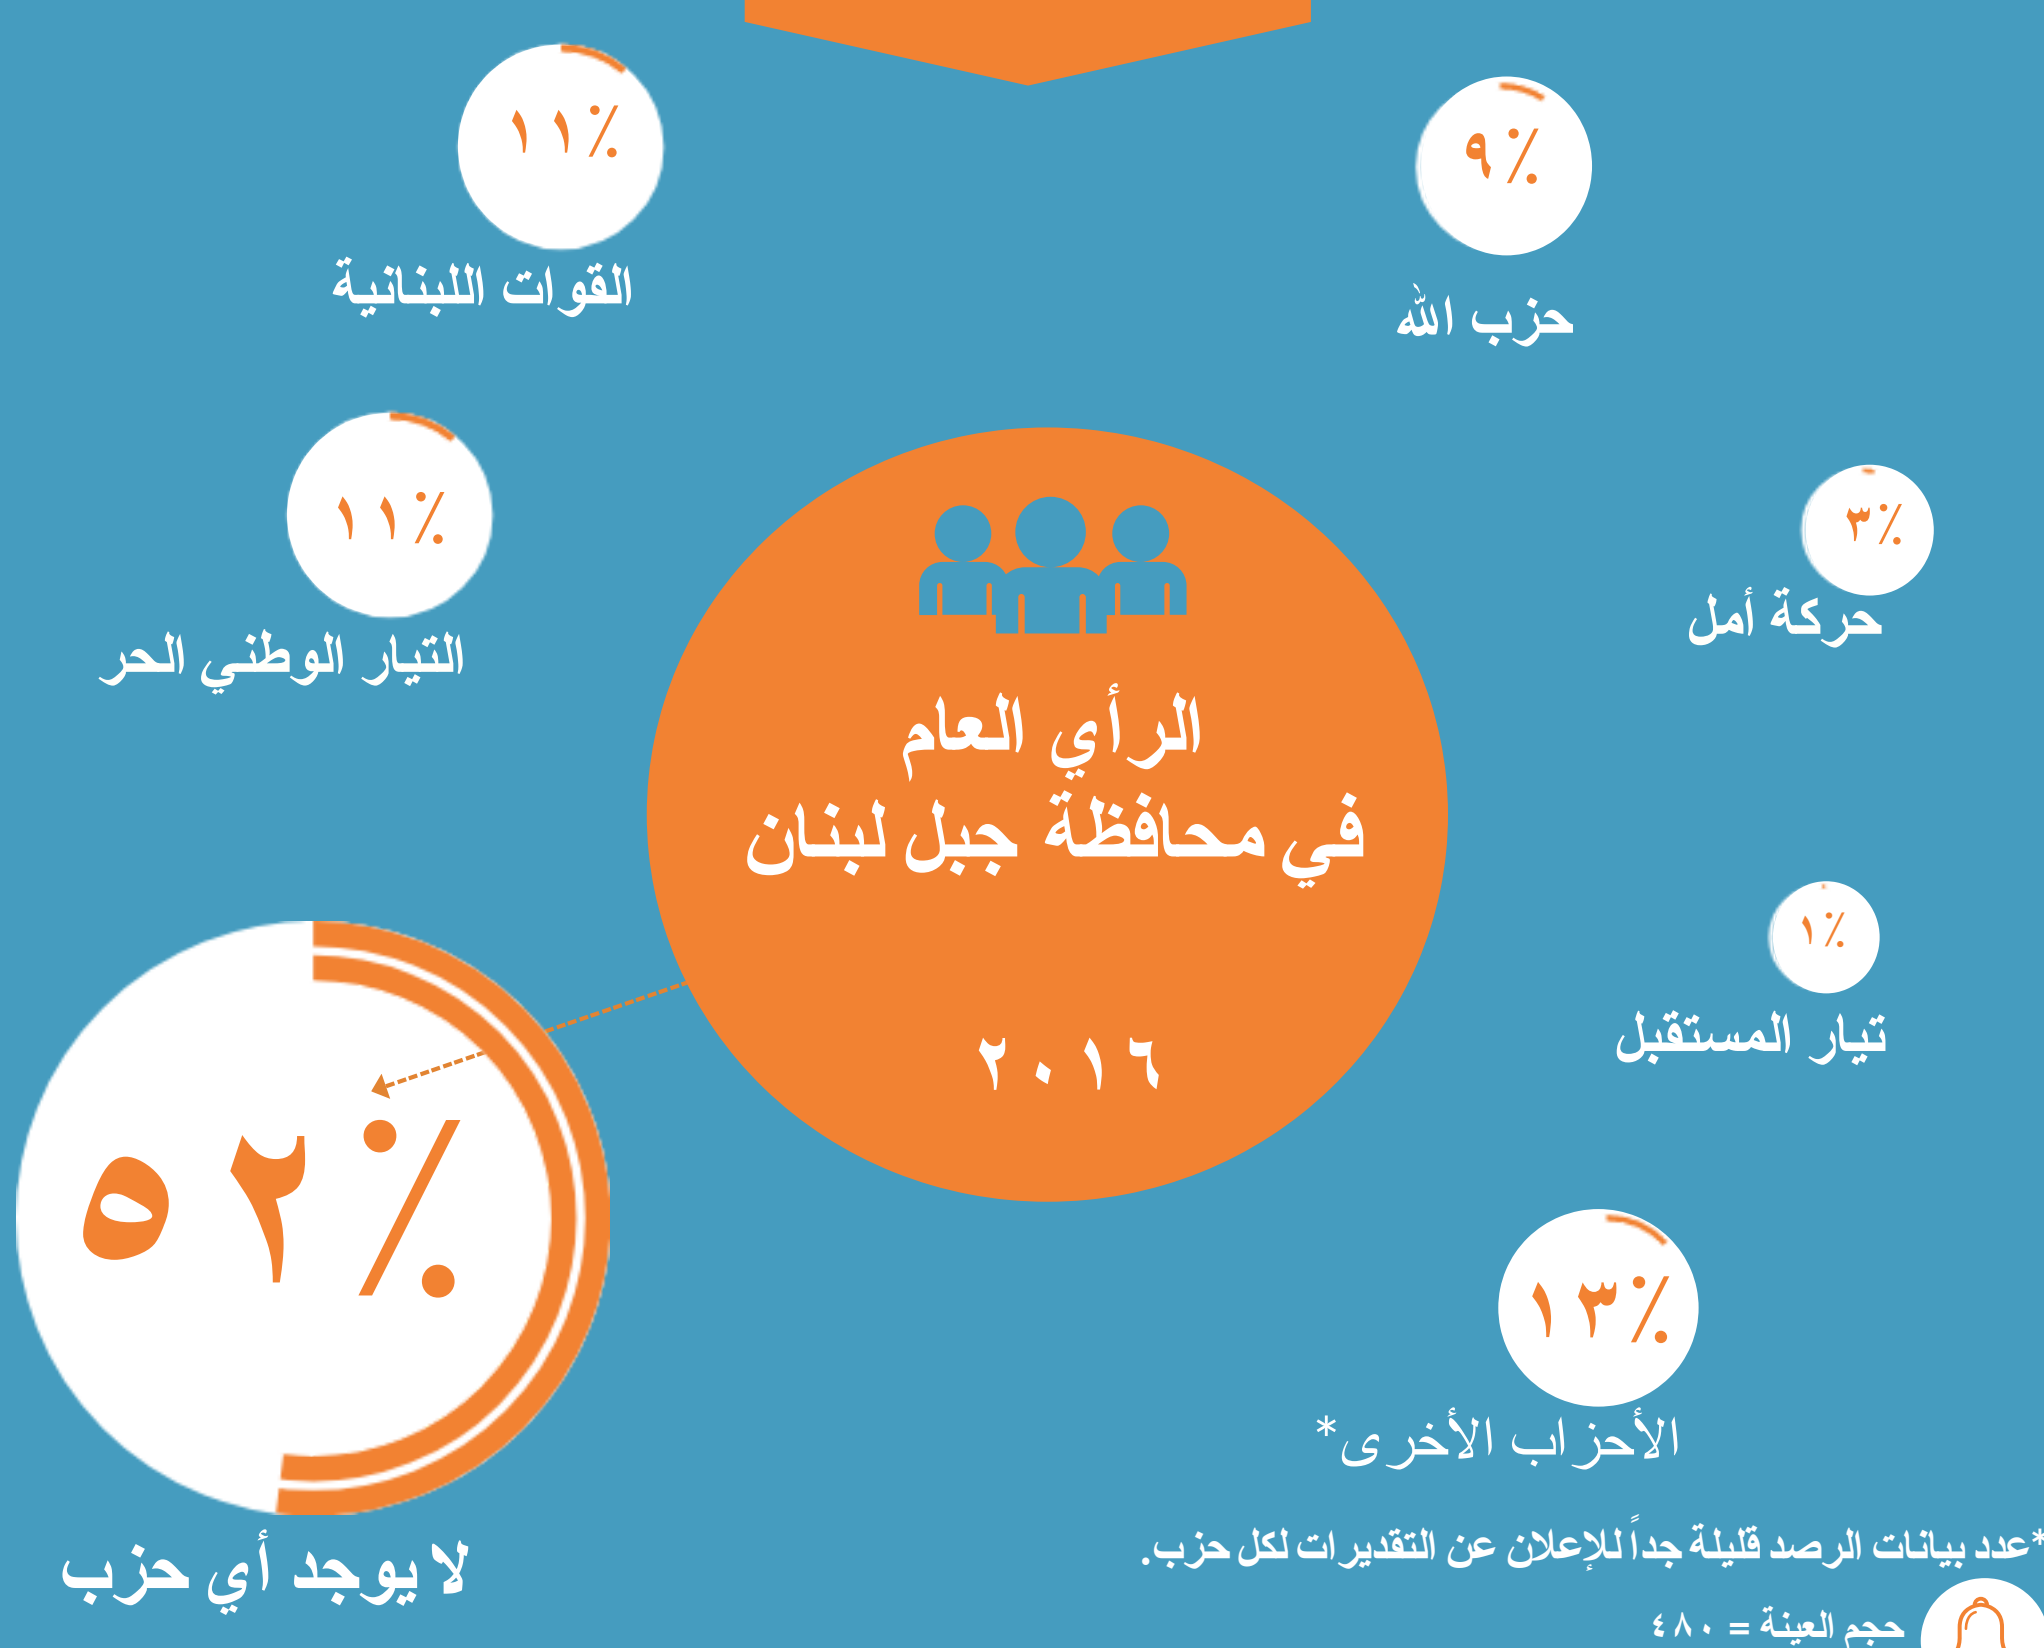 ٩٪
حزب الله
١١٪
القوات اللبنانية
٣٪
حركة أمل
١١٪
التيار الوطني الحر
الرأي العام
في محافظة جبل لبنان
٢٠١٦
١٪
تيار المستقبل
٥٢٪
لا يوجد أي حزب
١٣٪
الأحزاب الأخرى*
*عدد بيانات الرصد قليلة جداً للإعلان عن التقديرات لكل حزب.
حجم العينة = ٤٨٠